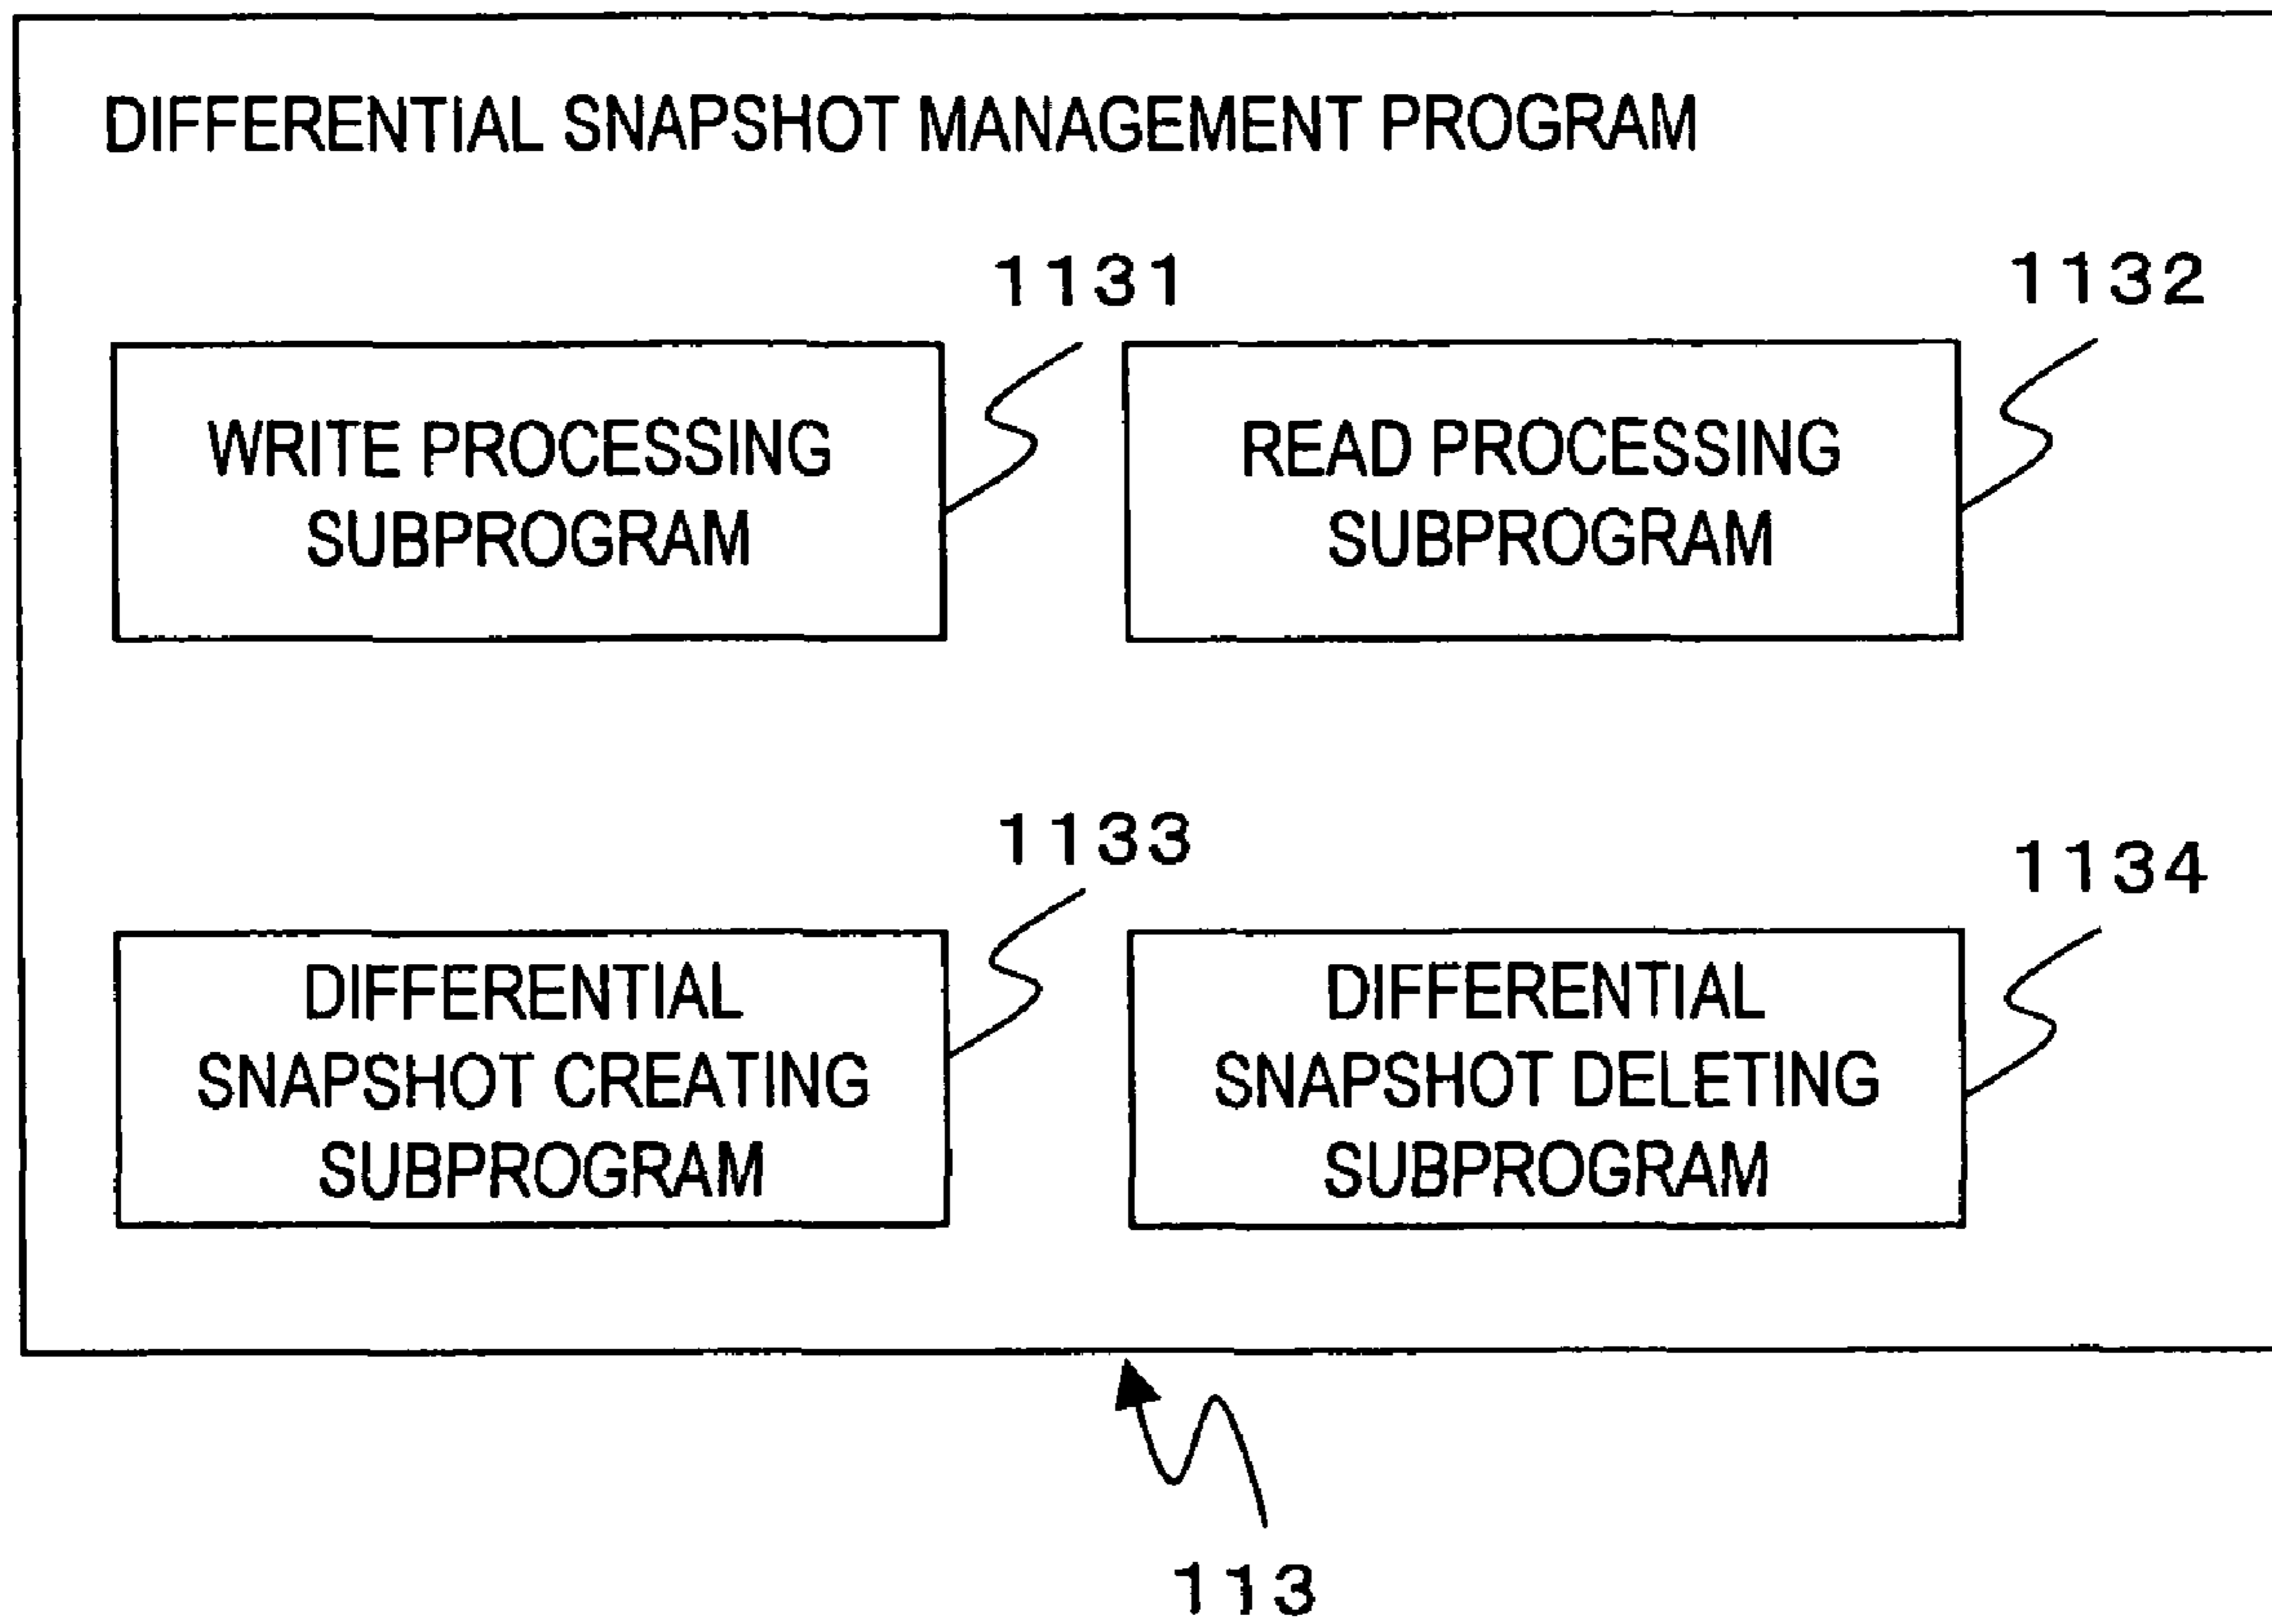 DIFFERENTIAL SNAPSHOT MANAGEMENT PROGRAM
1131
WRITE PROCESSING
SUBPROGRAM
1132
READ PROCESSING
SUBPROGRAM
1133
DIFFERENTIAL
SNAPSHOT CREATING
SUBPROGRAM
1134
DIFFERENTIAL
SNAPSHOT DELETING
SUBPROGRAM
113